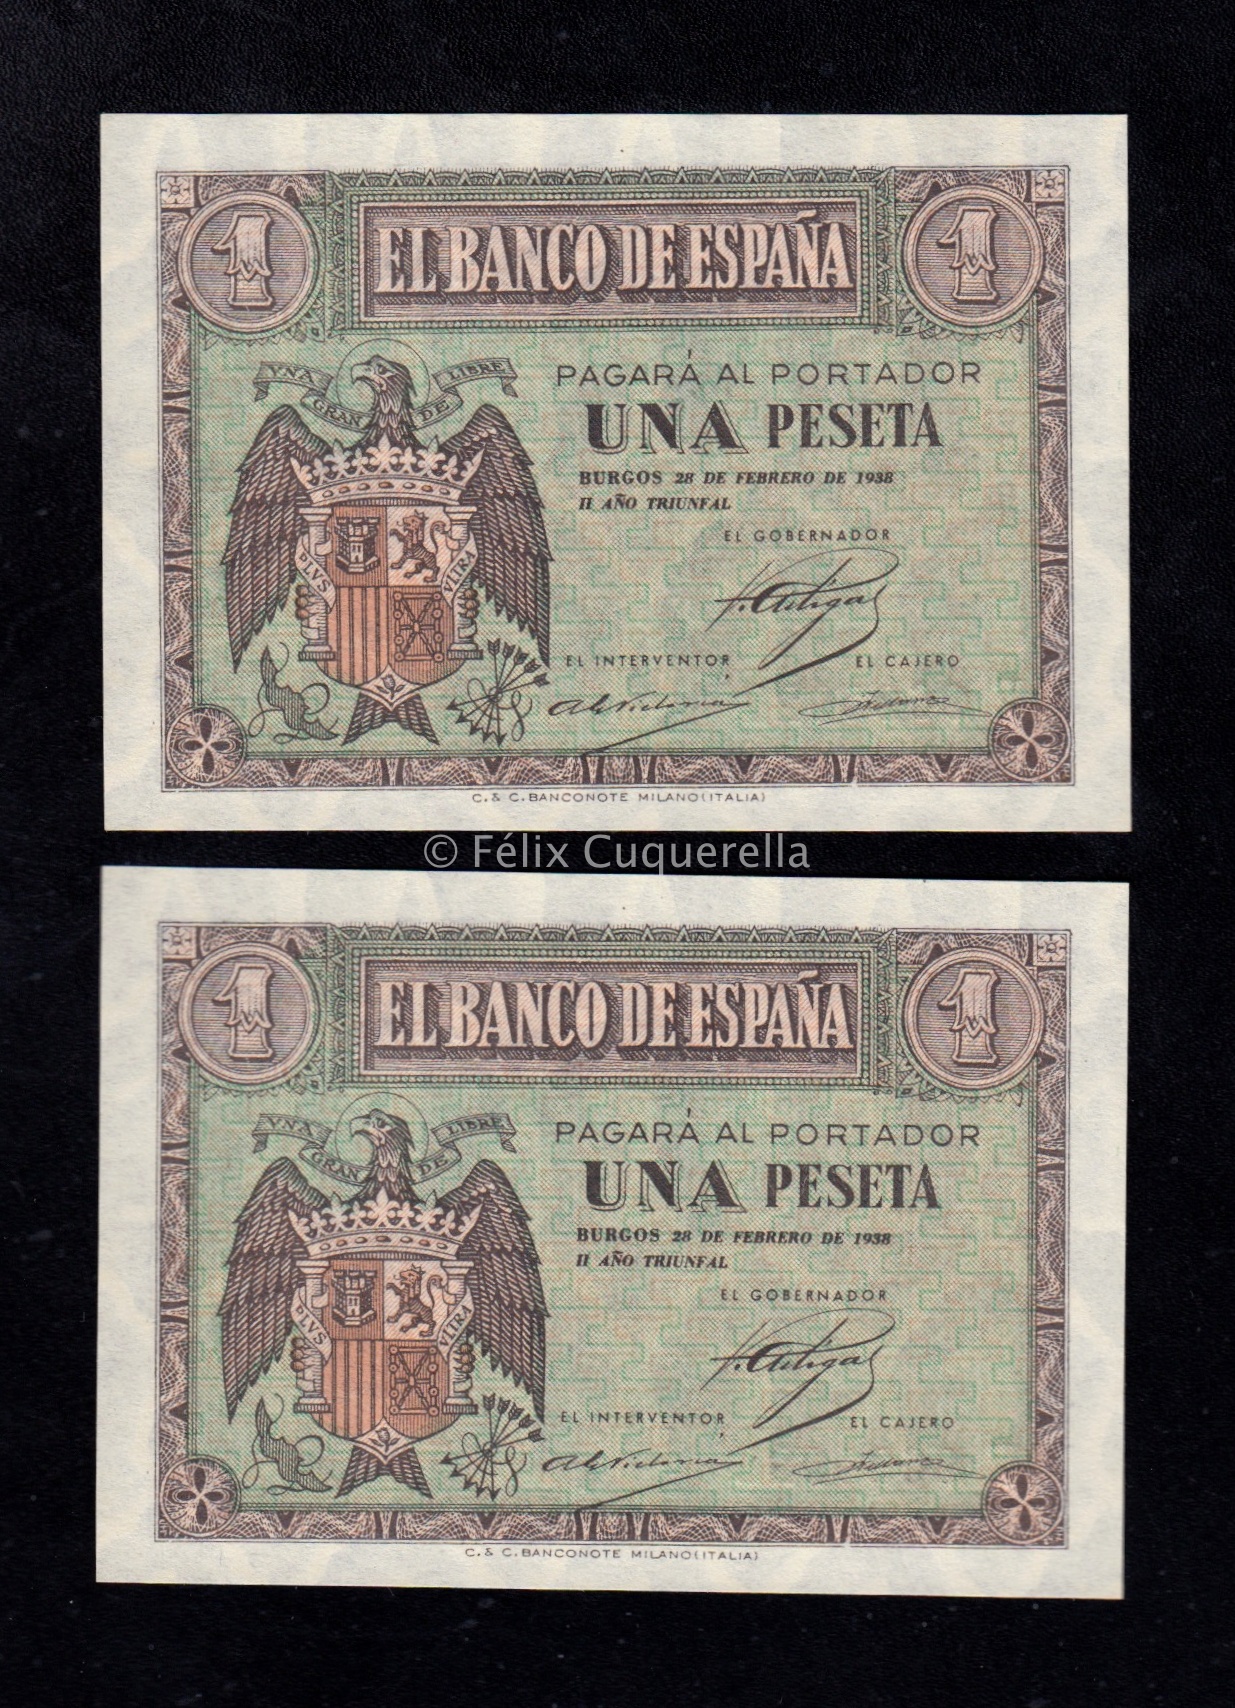 1 EL BANCO DE ESPAÑA 1
VNA GRANDE LIBRE
PAGARÁ AL PORTADOR
UNA PESETA
BURGOS 28 DE FEBRERO DE 1938
II AÑO TRIUNFAL
EL GOBERNADOR
PLVS VLTRA
EL INTERVENTOR, EL CAJERO
C. & C. BANCONOTE MILANO (ITALIA)
© Félix Cuquerella
1 EL BANCO DE ESPAÑA 1
VNA GRANDE LIBRE
PAGARÁ AL PORTADOR
UNA PESETA
BURGOS 28 DE FEBRERO DE 1938
II AÑO TRIUNFAL
EL GOBERNADOR
PLVS VLTRA
EL INTERVENTOR, EL CAJERO
C. & C. BANCONOTE MILANO (ITALIA)